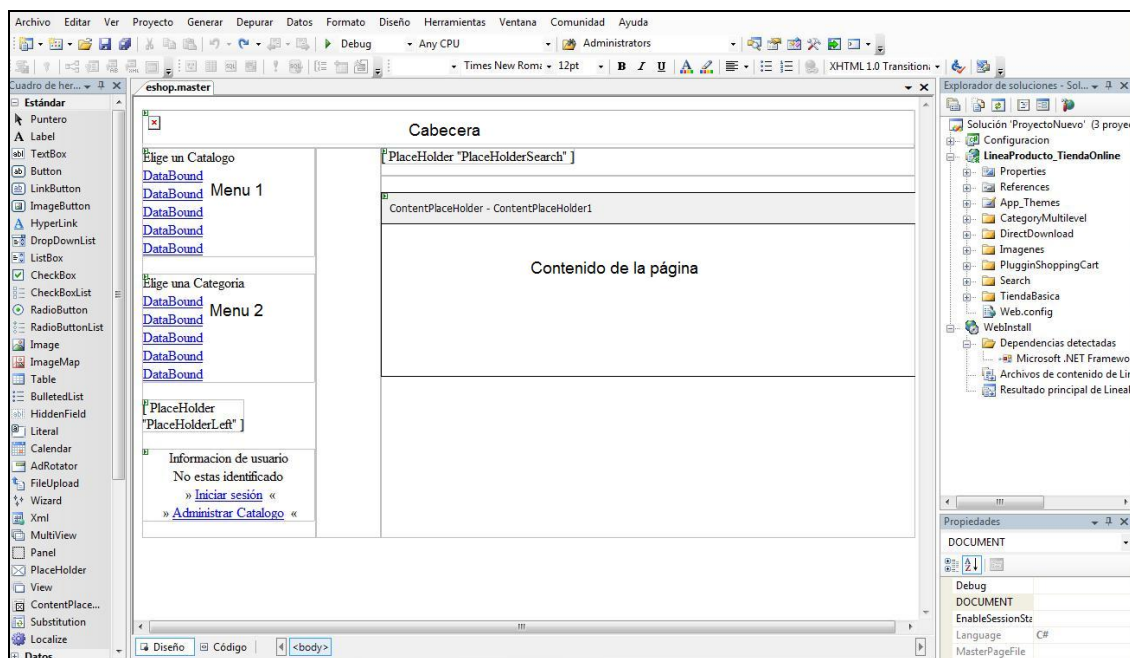 Archivo Editar Ver Proyecto Generar Depurar Datos Formato Diseño Herramientas Ventana Comunidad Ayuda
Debug Any CPU Administrators
Times New Roma 12pt B I U A XHTML 1.0 Transition
Cuadro de her...
Estándar
Puntero
A Label
abl TextBox
ab Button
ab LinkButton
ImageButton
A HyperLink
DropDownList
ListBox
CheckBox
CheckBoxList
RadioButton
RadioButtonList
Image
ImageMap
Table
BulletedList
HiddenField
Literal
Calendar
AdRotator
FileUpload
Wizard
Xml
MultiView
Panel
PlaceHolder
View
ContentPlace...
Substitution
Localize
Datos
eshop.master
Cabecera
Elige un Catalogo
DataBound
DataBound
DataBound
DataBound
DataBound
Menu 1
Elige una Categoria
DataBound
DataBound
DataBound
DataBound
DataBound
Menu 2
[ PlaceHolder
"PlaceHolderLeft" ]
Informacion de usuario
No estas identificado
» Iniciar sesión «
» Administrar Catalogo «
[ PlaceHolder "PlaceHolderSearch" ]
ContentPlaceHolder - ContentPlaceHolder1
Contenido de la página
Diseño Código <body>
Explorador de soluciones - Sol...
Solución 'ProyectoNuevo' (3 proye
Configuracion
LineaProducto_TiendaOnline
Properties
References
App_Themes
CategoryMultilevel
DirectDownload
Imagenes
PlugginShoppingCart
Search
TiendaBasica
Web.config
WebInstall
Dependencias detectadas
Microsoft .NET Framewo
Archivos de contenido de Lin
Resultado principal de Lineal
Propiedades
DOCUMENT
Debug
DOCUMENT
EnableSessionSta
Language C#
MasterPageFile